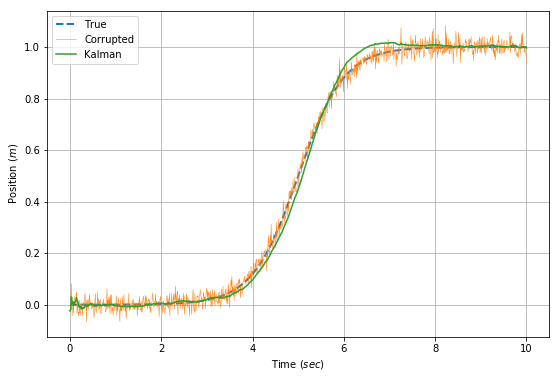 True
Corrupted
Kalman
1.0
0.8
0.6
0.4
0.2
0.0
Position (m)
0 2 4 6 8 10
Time (sec)